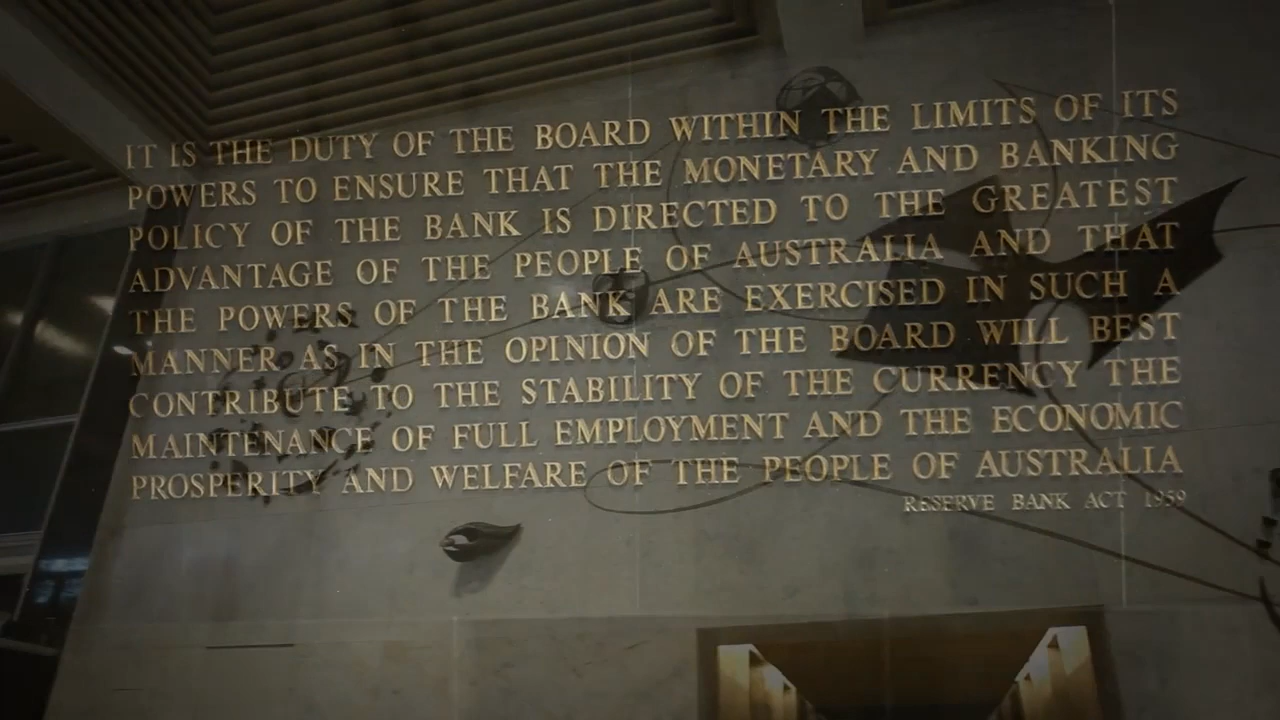 IT IS THE DUTY OF THE BOARD WITHIN THE LIMITS OF ITS
POWERS TO ENSURE THAT THE MONETARY AND BANKING
POLICY OF THE BANK IS DIRECTED TO THE GREATEST
ADVANTAGE OF THE PEOPLE OF AUSTRALIA AND THAT
THE POWERS OF THE BANK ARE EXERCISED IN SUCH A
MANNER AS IN THE OPINION OF THE BOARD WILL BEST
CONTRIBUTE TO THE STABILITY OF THE CURRENCY THE
MAINTENANCE OF FULL EMPLOYMENT AND THE ECONOMIC
PROSPERITY AND WELFARE OF THE PEOPLE OF AUSTRALIA
RESERVE BANK ACT 1959